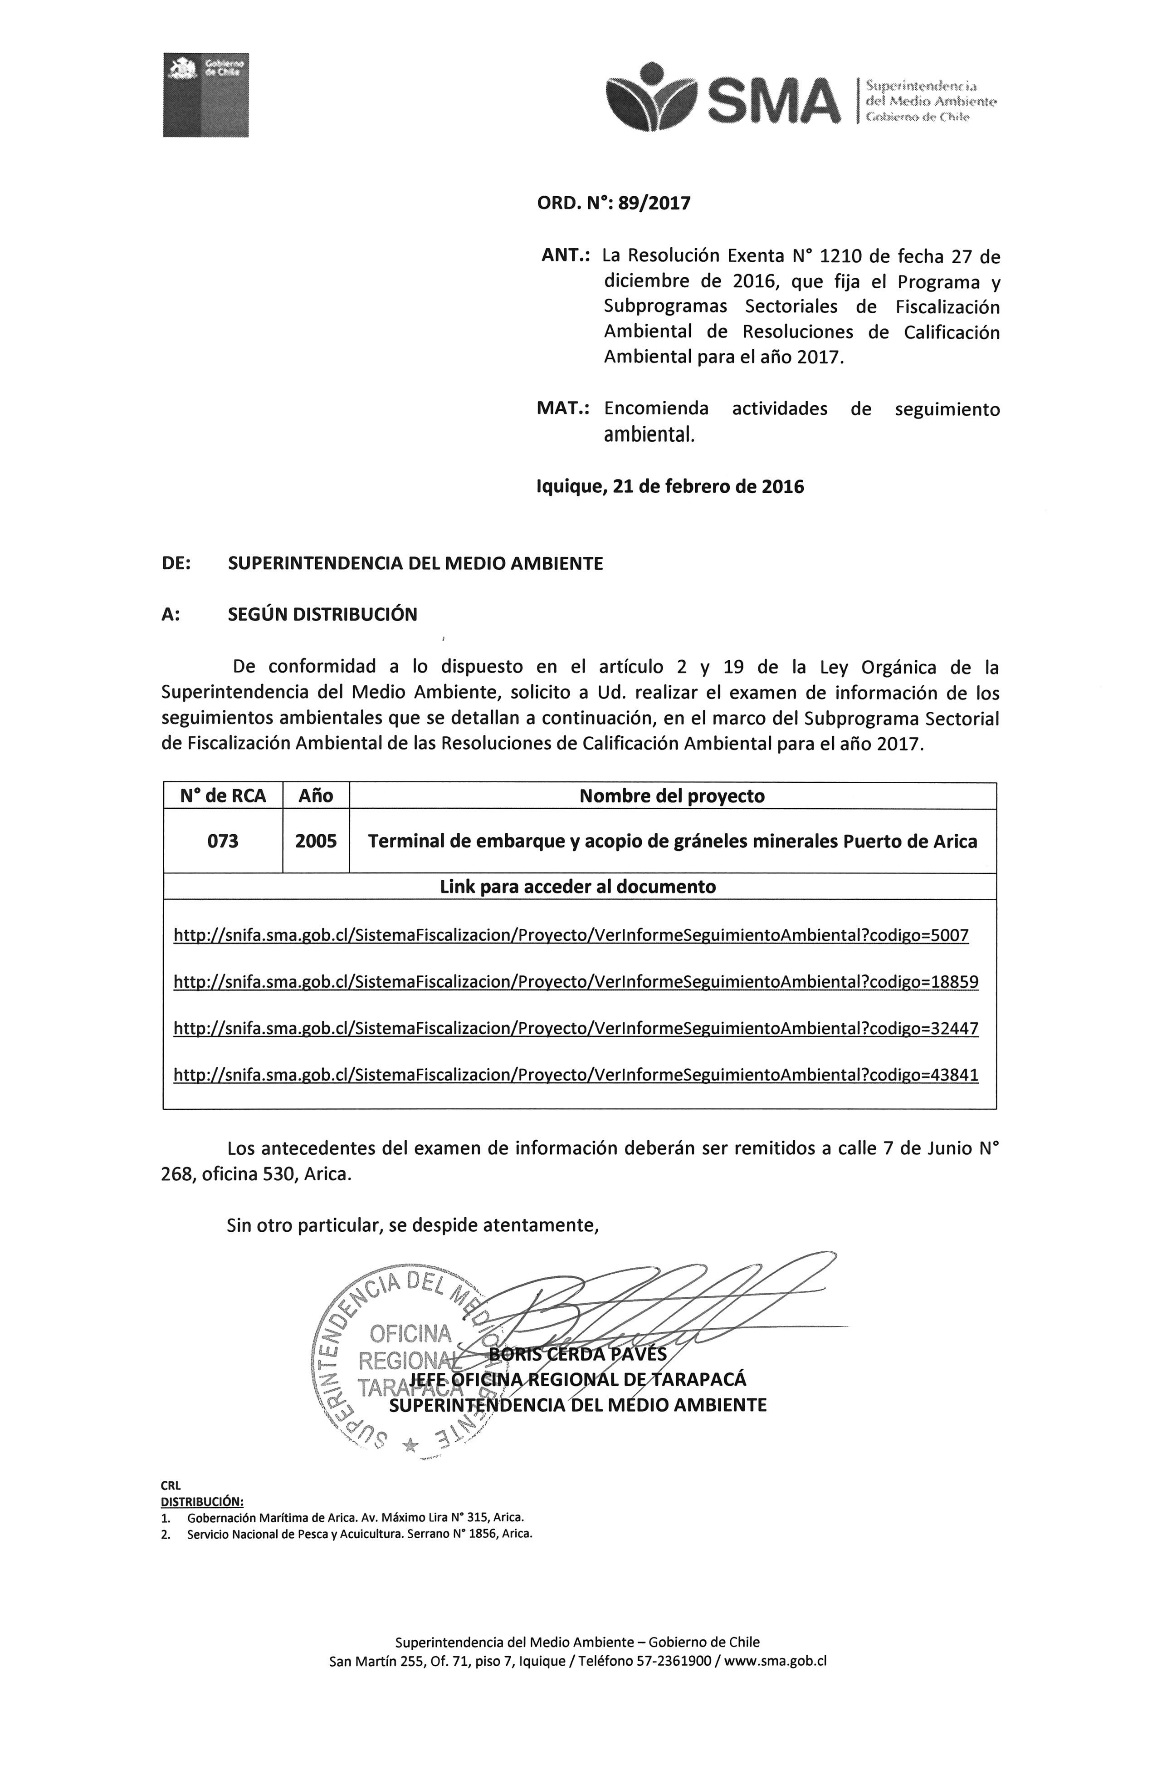 Gobierno
de Chile
SMA
Superintendencia
del Medio Ambiente
Gobierno de Chile
ORD. N°: 89/2017
ANT.: La Resolución Exenta N° 1210 de fecha 27 de
diciembre de 2016, que fija el Programa y
Subprogramas Sectoriales de Fiscalización
Ambiental de Resoluciones de Calificación
Ambiental para el año 2017.
MAT.: Encomienda actividades de seguimiento
ambiental.
Iquique, 21 de febrero de 2016
DE: SUPERINTENDENCIA DEL MEDIO AMBIENTE
A: SEGÚN DISTRIBUCIÓN
De conformidad a lo dispuesto en el artículo 2 y 19 de la Ley Orgánica de la
Superintendencia del Medio Ambiente, solicito a Ud. realizar el examen de información de los
seguimientos ambientales que se detallan a continuación, en el marco del Subprograma Sectorial
de Fiscalización Ambiental de las Resoluciones de Calificación Ambiental para el año 2017.
N° de RCA Año Nombre del proyecto
073 2005 Terminal de embarque y acopio de gráneles minerales Puerto de Arica
Link para acceder al documento
http://snifa.sma.gob.cl/SistemaFiscalizacion/Proyecto/VerInformeSeguimientoAmbiental?codigo=5007
http://snifa.sma.gob.cl/SistemaFiscalizacion/Proyecto/VerInformeSeguimientoAmbiental?codigo=18859
http://snifa.sma.gob.cl/SistemaFiscalizacion/Proyecto/VerInformeSeguimientoAmbiental?codigo=32447
http://snifa.sma.gob.cl/SistemaFiscalizacion/Proyecto/VerInformeSeguimientoAmbiental?codigo=43841
Los antecedentes del examen de información deberán ser remitidos a calle 7 de Junio N°
268, oficina 530, Arica.
Sin otro particular, se despide atentamente,
SUPERINTENDENCIA DEL MEDIO AMBIENTE
OFICINA
REGIONAL
TARAPACA
BORIS CERDA PAVÉS
JEFE OFICINA REGIONAL DE TARAPACÁ
SUPERINTENDENCIA DEL MEDIO AMBIENTE
CRL
DISTRIBUCIÓN:
1. Gobernación Marítima de Arica. Av. Máximo Lira N° 315, Arica.
2. Servicio Nacional de Pesca y Acuicultura. Serrano N° 1856, Arica.
Superintendencia del Medio Ambiente – Gobierno de Chile
San Martín 255, Of. 71, piso 7, Iquique / Teléfono 57-2361900 / www.sma.gob.cl